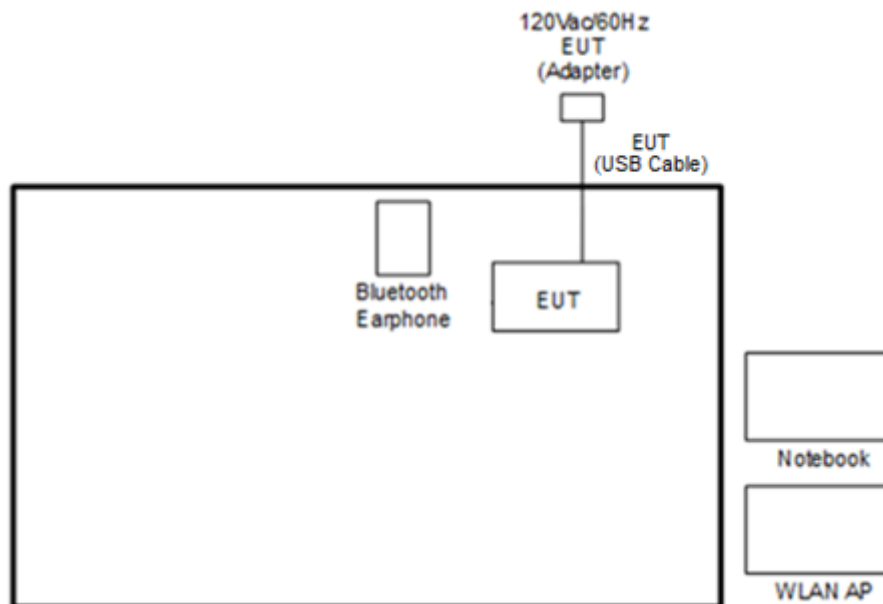 120Vac/60Hz
EUT
(Adapter)
EUT
(USB Cable)
Bluetooth
Earphone
EUT
Notebook
WLAN AP